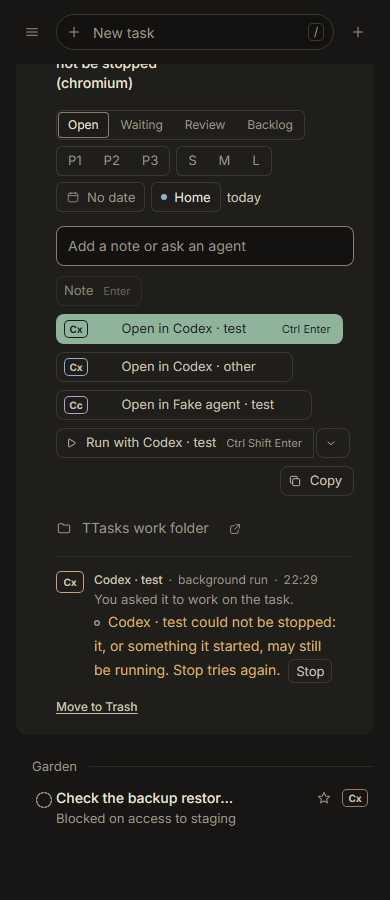 New task /
not be stopped
(chromium)
Open Waiting Review Backlog
P1 P2 P3 S M L
No date Home today
Add a note or ask an agent
Note Enter
Cx Open in Codex · test Ctrl Enter
Cx Open in Codex · other
Cc Open in Fake agent · test
Run with Codex · test Ctrl Shift Enter
Copy
TTasks work folder
Cx Codex · test · background run · 22:29
You asked it to work on the task.
Codex · test could not be stopped:
it, or something it started, may still
be running. Stop tries again. Stop
Move to Trash
Garden
Check the backup restor... Cx
Blocked on access to staging